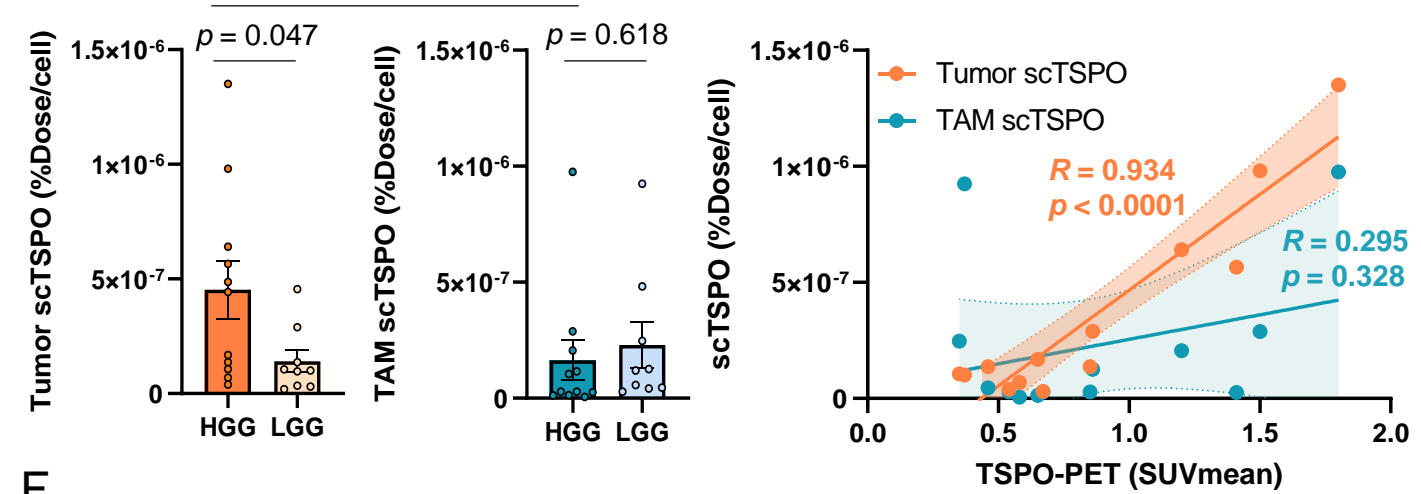 Tumor scTSPO (%Dose/cell)
1.5×10⁻⁶
1×10⁻⁶
5×10⁻⁷
0
p = 0.047
HGG LGG
TAM scTSPO (%Dose/cell)
1.5×10⁻⁶
1×10⁻⁶
5×10⁻⁷
0
p = 0.618
HGG LGG
scTSPO (%Dose/cell)
1.5×10⁻⁶
1×10⁻⁶
5×10⁻⁷
0
Tumor scTSPO
TAM scTSPO
R = 0.934
p < 0.0001
R = 0.295
p = 0.328
0.0 0.5 1.0 1.5 2.0
TSPO-PET (SUVmean)